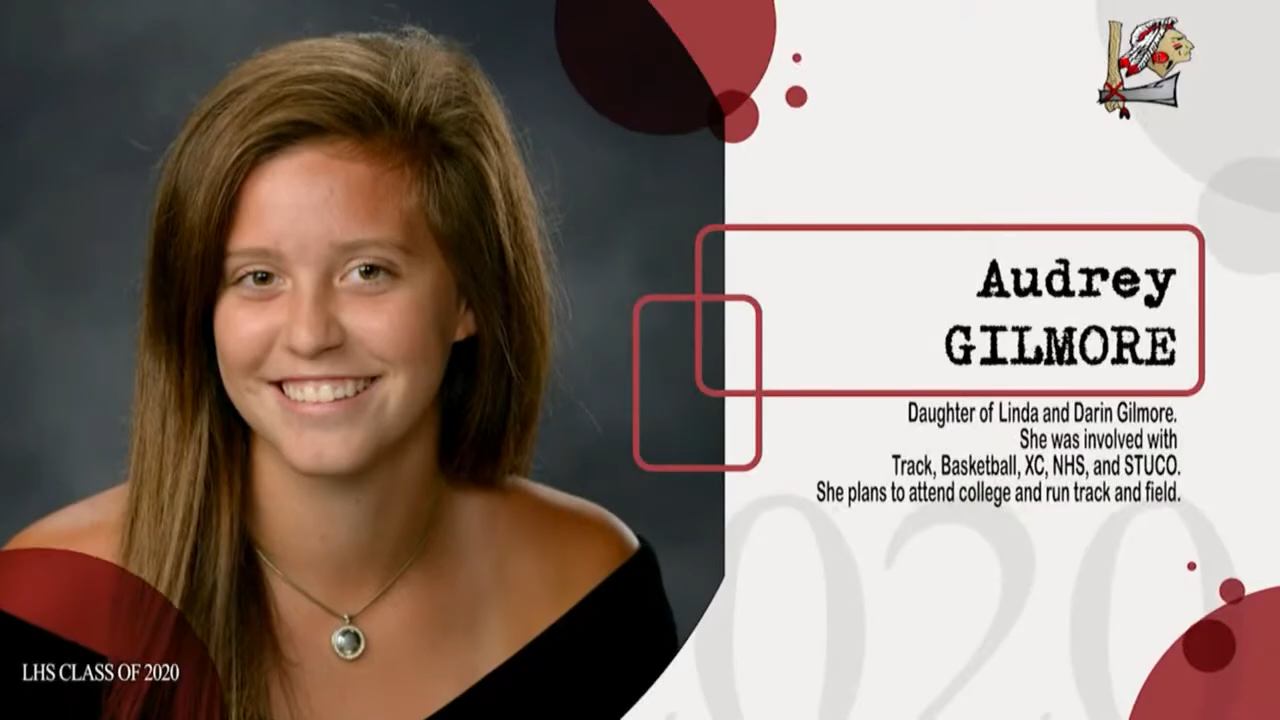 Audrey
GILMORE
Daughter of Linda and Darin Gilmore.
She was involved with
Track, Basketball, XC, NHS, and STUCO.
She plans to attend college and run track and field.
2020
LHS CLASS OF 2020